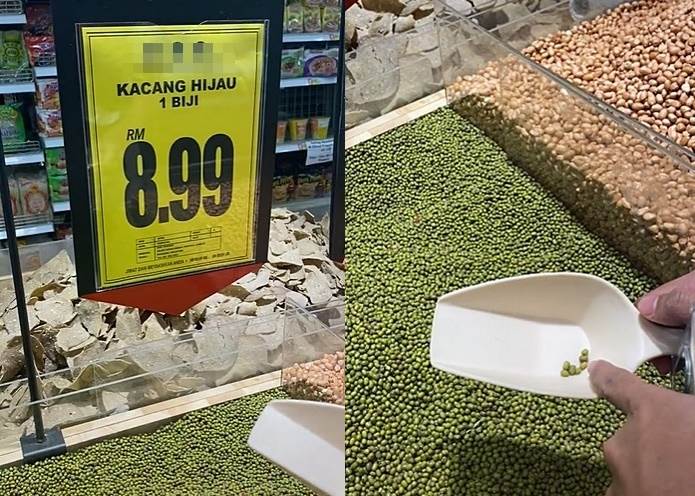 KACANG HIJAU
1 BIJI
RM
8.99